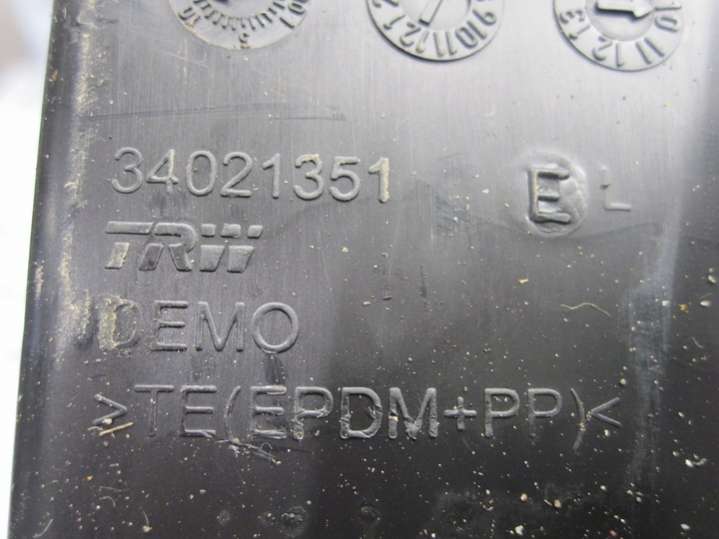 34021351
E L
TRW
DEMO
>TE(EPDM+PP)<